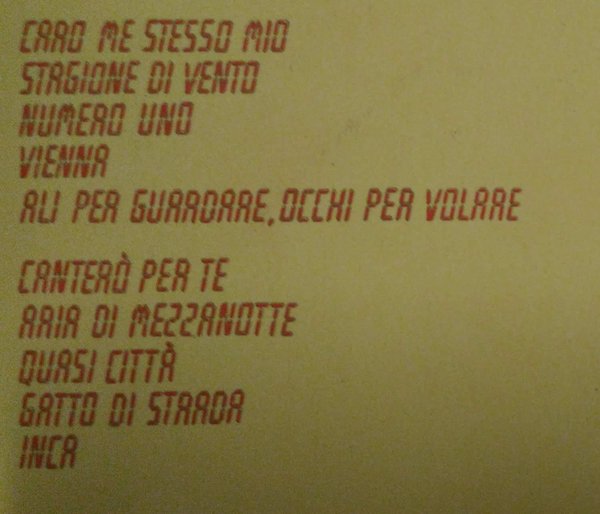 CARO ME STESSO MIO
STAGIONE DI VENTO
NUMERO UNO
VIENNA
ALI PER GUARDARE, OCCHI PER VOLARE
CANTERÒ PER TE
ARIA DI MEZZANOTTE
QUASI CITTÀ
GATTO DI STRADA
INCA